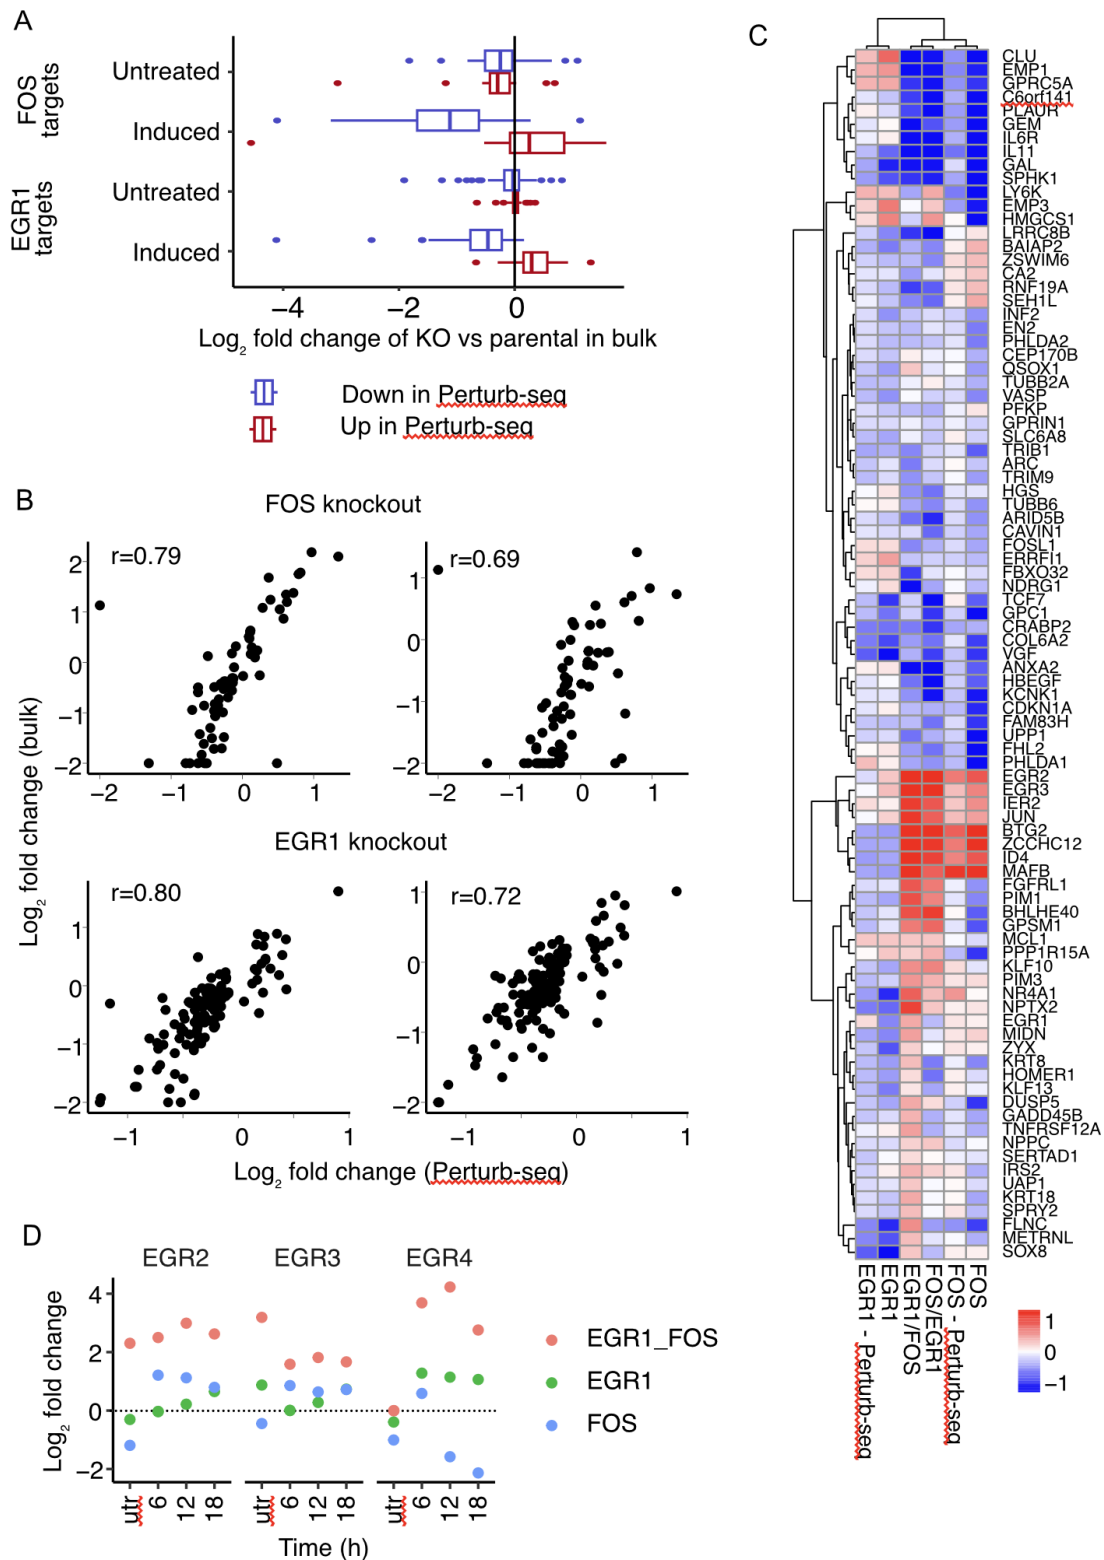 A
FOS
targets
Untreated
Induced
EGR1
targets
Untreated
Induced
−4
−2
0
Log2 fold change of KO vs parental in bulk
Down in Perturb-seq
Up in Perturb-seq
B
FOS knockout
r=0.79
2
1
0
−1
−2
−2
−1
0
1
r=0.69
1
0
−1
−2
−2
−1
0
1
EGR1 knockout
r=0.80
1
0
−1
−2
−1
0
1
r=0.72
1
0
−1
−2
−1
0
1
Log2 fold change (bulk)
Log2 fold change (Perturb-seq)
C
CLU
EMP1
GPRC5A
C6orf141
PLAUR
GEM
IL6R
IL11
GAL
SPHK1
LY6K
EMP3
HMGCS1
LRRC8B
BAIAP2
ZSWIM6
CA2
RNF19A
SEH1L
INF2
EN2
PHLDA2
CEP170B
QSOX1
TUBB2A
VASP
PFKP
GPRIN1
SLC6A8
TRIB1
ARC
TRIM9
HGS
TUBB6
ARID5B
CAVIN1
FOSL1
ERRFI1
FBXO32
NDRG1
TCF7
GPC1
CRABP2
COL6A2
VGF
ANXA2
HBEGF
KCNK1
CDKN1A
FAM83H
UPP1
FHL2
PHLDA1
EGR2
EGR3
IER2
JUN
BTG2
ZCCHC12
ID4
MAFB
FGFRL1
PIM1
BHLHE40
GPSM1
MCL1
PPP1R15A
KLF10
PIM3
NR4A1
NPTX2
EGR1
MIDN
ZYX
KRT8
HOMER1
KLF13
DUSP5
GADD45B
TNFRSF12A
NPPC
SERTAD1
IRS2
UAP1
KRT18
SPRY2
FLNC
METRNL
SOX8
EGR1 - Perturb-seq
EGR1
EGR1/FOS
FOS/EGR1
FOS - Perturb-seq
FOS
1
0
−1
D
EGR2
EGR3
EGR4
Log2 fold change
4
2
0
−2
utr
6
12
18
utr
6
12
18
utr
6
12
18
Time (h)
EGR1_FOS
EGR1
FOS